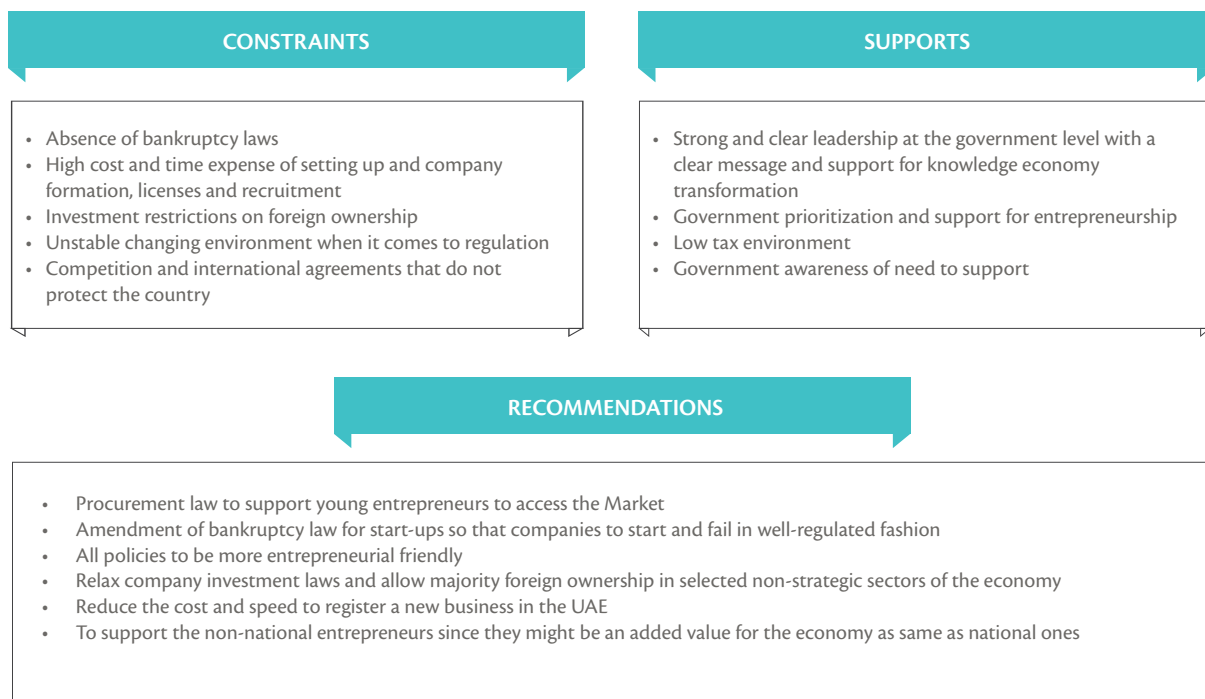 CONSTRAINTS
• Absence of bankruptcy laws
• High cost and time expense of setting up and company
formation, licenses and recruitment
• Investment restrictions on foreign ownership
• Unstable changing environment when it comes to regulation
• Competition and international agreements that do not
protect the country
SUPPORTS
• Strong and clear leadership at the government level with a
clear message and support for knowledge economy
transformation
• Government prioritization and support for entrepreneurship
• Low tax environment
• Government awareness of need to support
RECOMMENDATIONS
• Procurement law to support young entrepreneurs to access the Market
• Amendment of bankruptcy law for start-ups so that companies to start and fail in well-regulated fashion
• All policies to be more entrepreneurial friendly
• Relax company investment laws and allow majority foreign ownership in selected non-strategic sectors of the economy
• Reduce the cost and speed to register a new business in the UAE
• To support the non-national entrepreneurs since they might be an added value for the economy as same as national ones